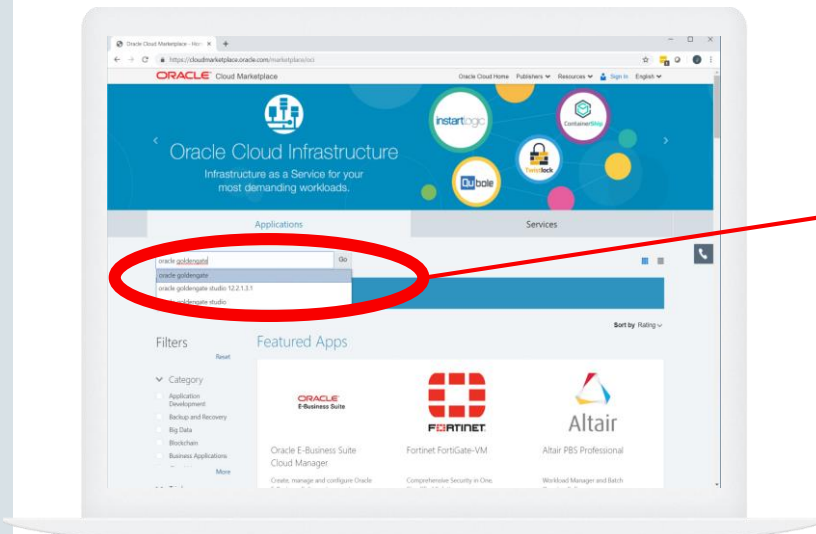 Oracle Cloud Marketplace - Hom
https://cloudmarketplace.oracle.com/marketplace/oci
ORACLE Cloud Marketplace
Oracle Cloud Home Publishers Resources Sign In English
Oracle Cloud Infrastructure
Infrastructure as a Service for your
most demanding workloads.
instartlogic
ContainerShip
Twistlock
Qubole
Applications
Services
oracle goldengate
Go
oracle goldengate
oracle goldengate studio 12.2.1.3.1
goldengate studio
Sort by Rating
Filters
Reset
Category
Application
Development
Backup and Recovery
Big Data
Blockchain
Business Applications
More
Featured Apps
ORACLE
E-Business Suite
Oracle E-Business Suite
Cloud Manager
Create, manage and configure Oracle
FORTINET
Fortinet FortiGate-VM
Comprehensive Security in One,
Altair
Altair PBS Professional
Workload Manager and Batch